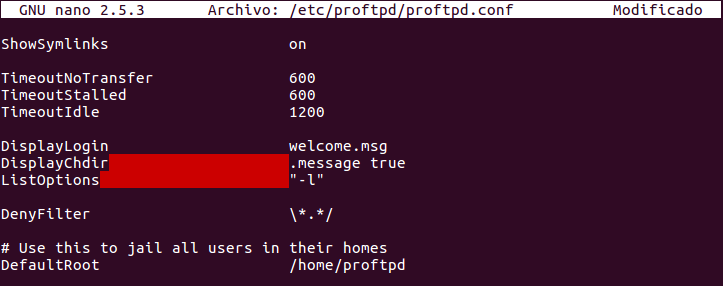 GNU nano 2.5.3 Archivo: /etc/proftpd/proftpd.conf Modificado
ShowSymlinks on
TimeoutNoTransfer 600
TimeoutStalled 600
TimeoutIdle 1200
DisplayLogin welcome.msg
DisplayChdir .message true
ListOptions "-l"
DenyFilter \*.*/
# Use this to jail all users in their homes
DefaultRoot /home/proftpd